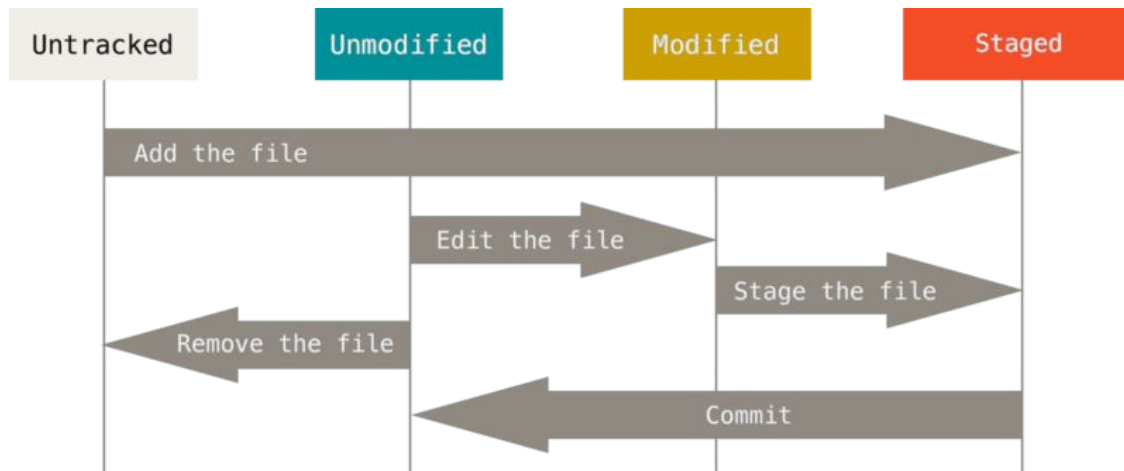 Untracked
Unmodified
Modified
Staged
Add the file
Edit the file
Stage the file
Remove the file
Commit